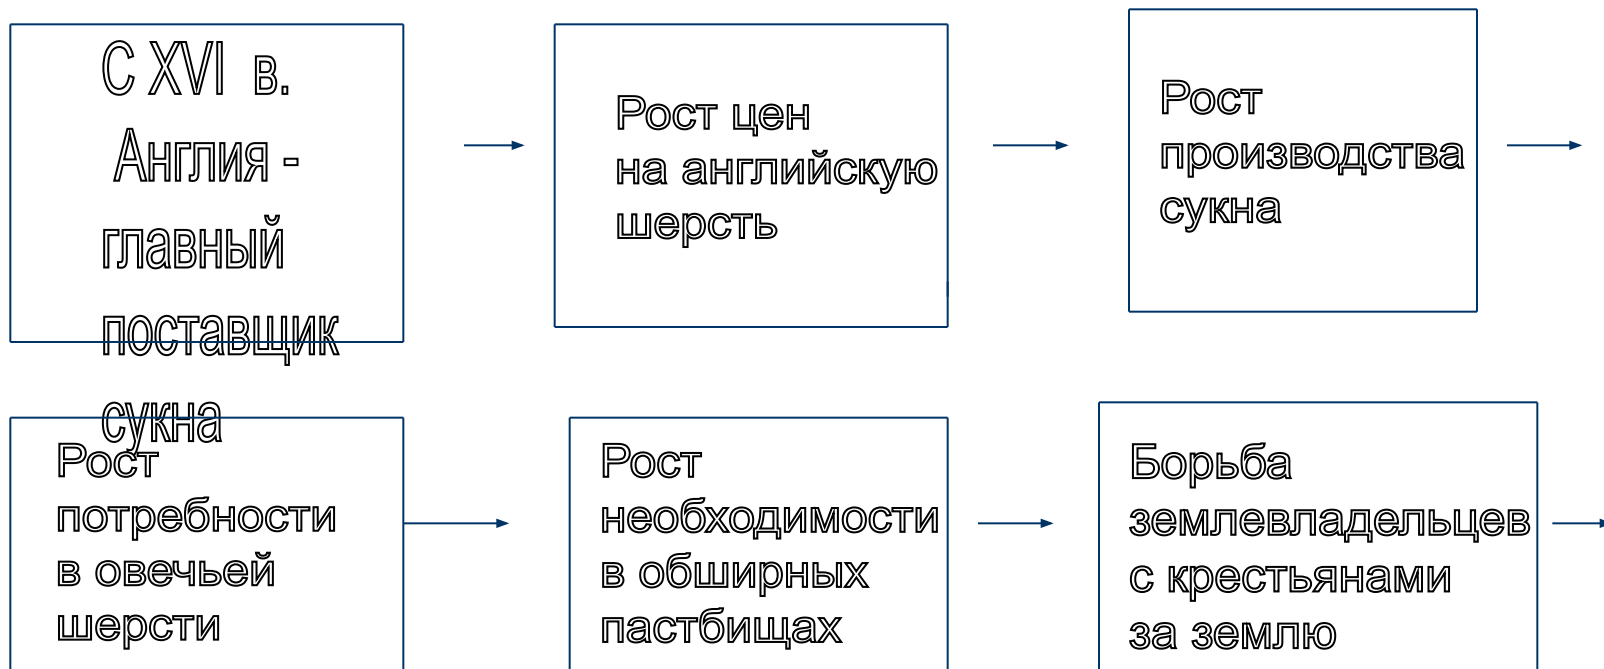 С XVI в.
Англия -
главный
поставщик
сукна
Рост цен
на английскую
шерсть
Рост
производства
сукна
Рост
потребности
в овечьей
шерсти
Рост
необходимости
в обширных
пастбищах
Борьба
землевладельцев
с крестьянами
за землю